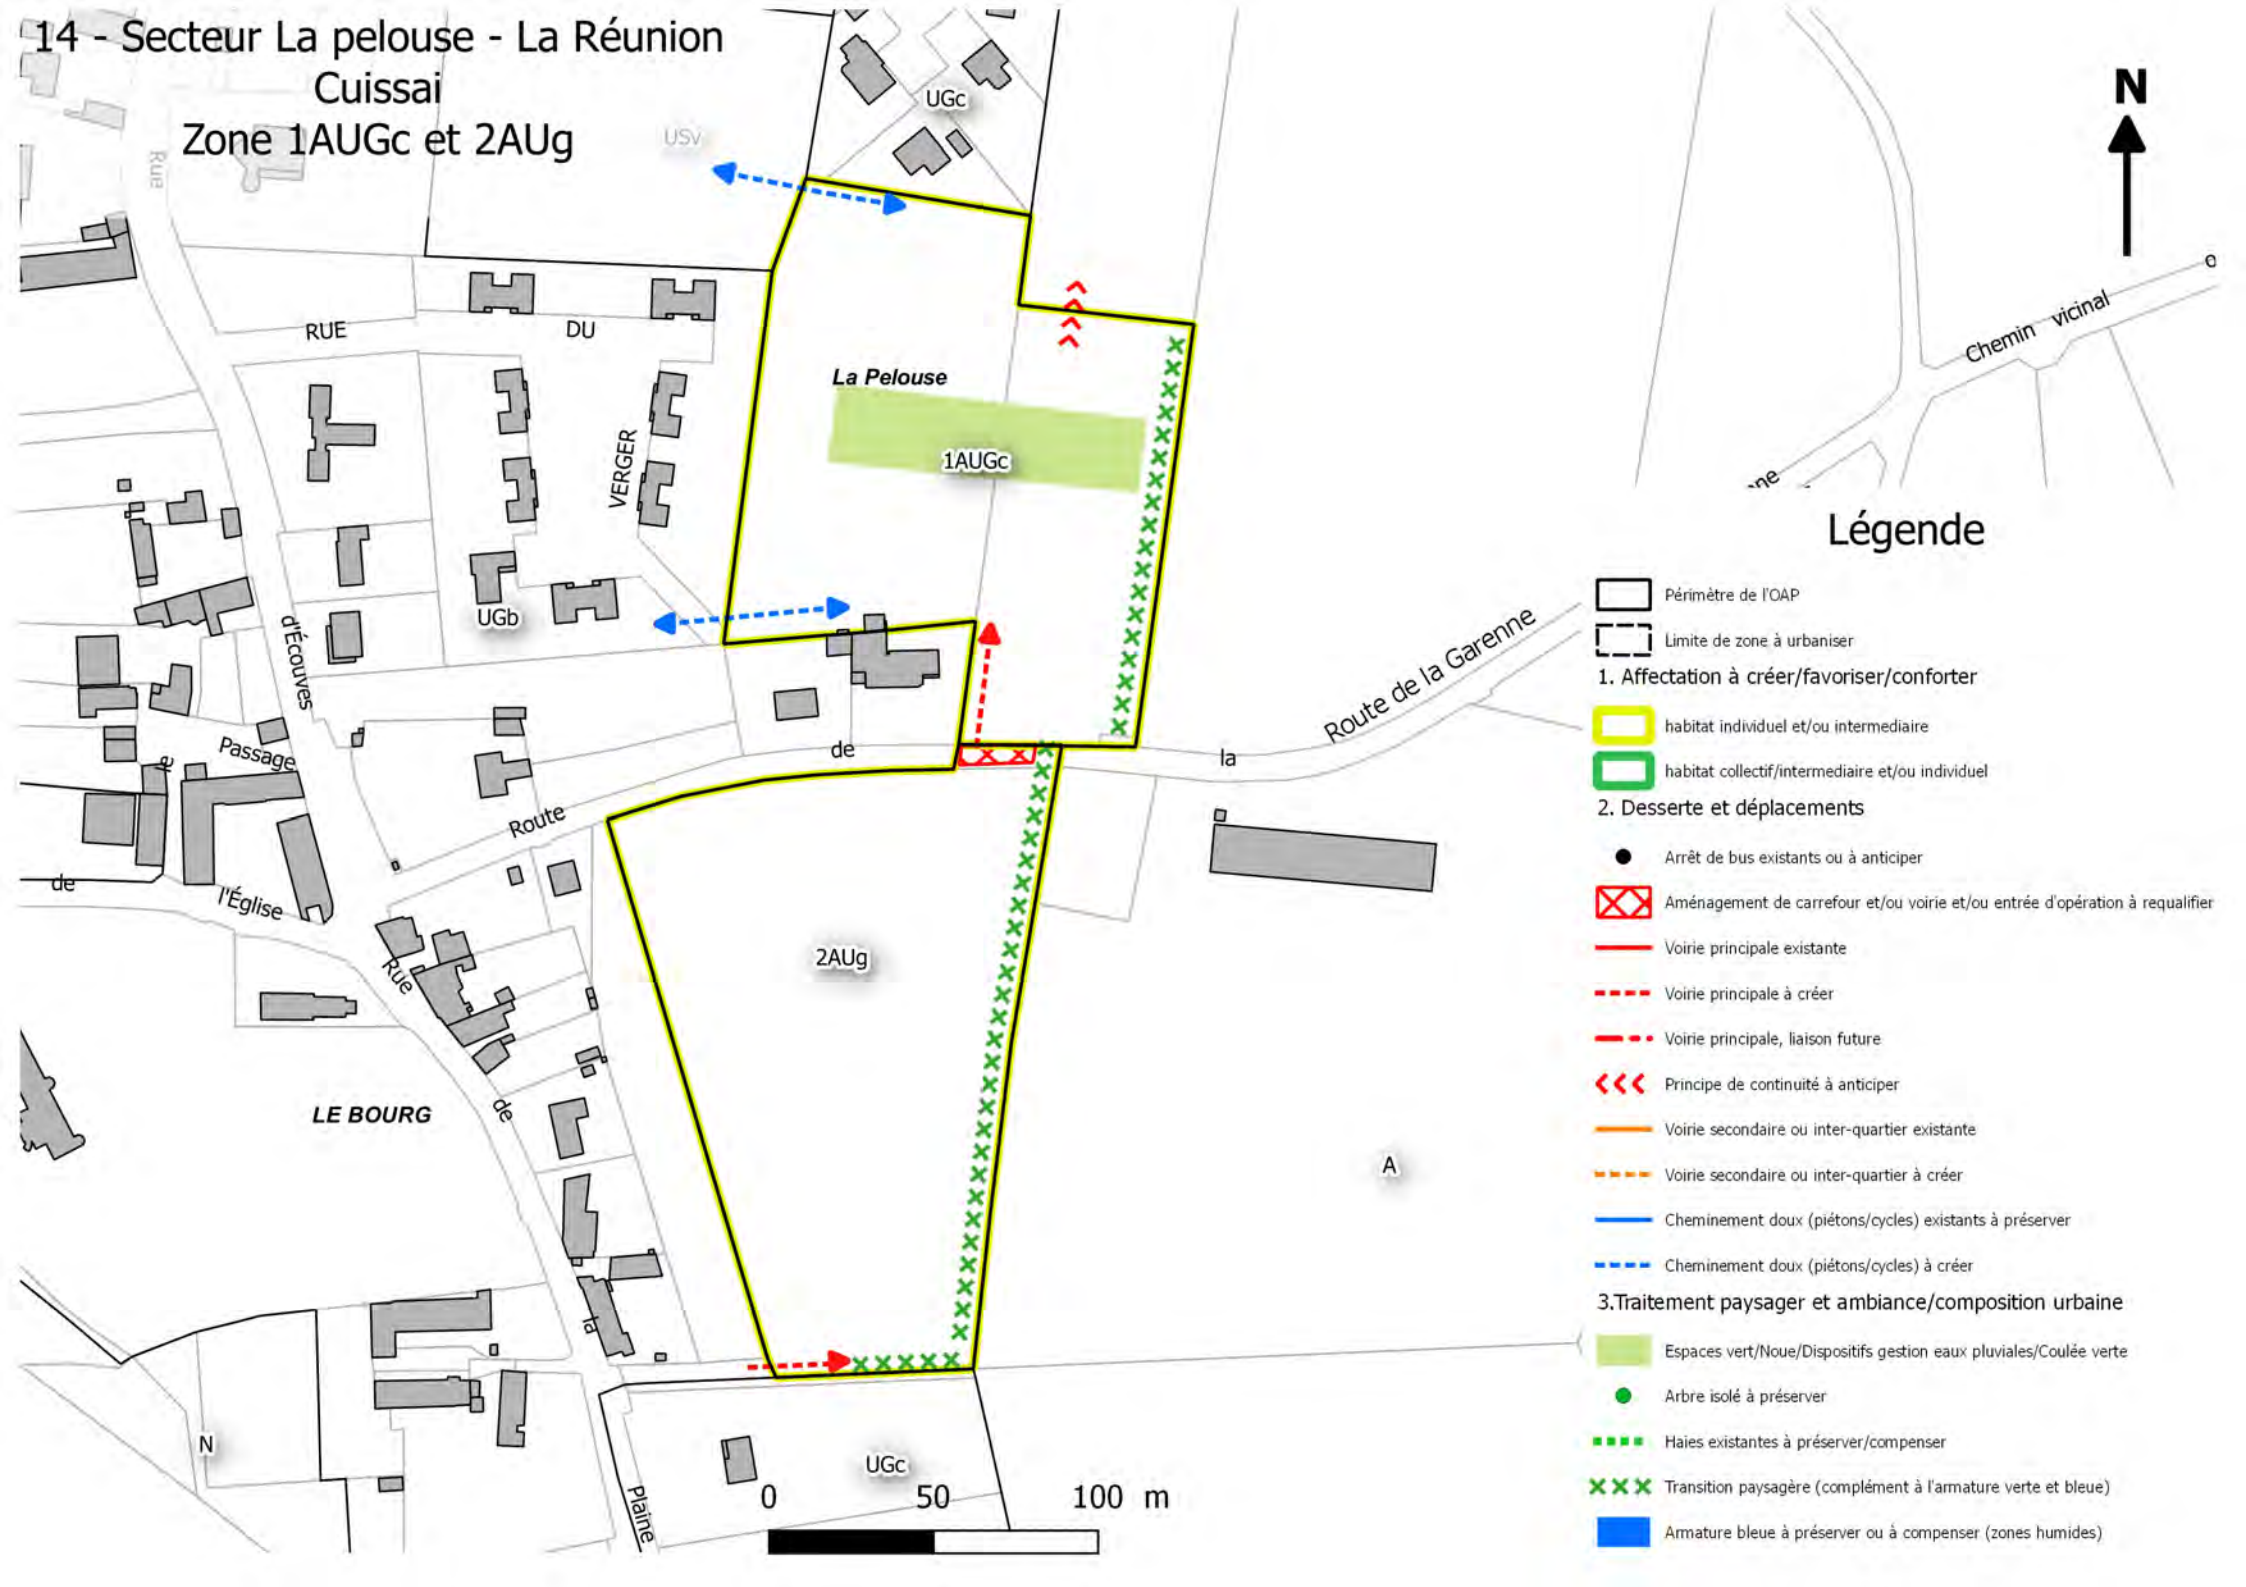 14 - Secteur La pelouse - La Réunion
Cuissai
Zone 1AUGc et 2AUg
N
USv
UGc
Rue
Chemin vicinal
RUE
DU
La Pelouse
VERGER
1AUGc
UGb
d'Écouves
Légende
Périmètre de l'OAP
Limite de zone à urbaniser
1. Affectation à créer/favoriser/conforter
habitat individuel et/ou intermediaire
habitat collectif/intermediaire et/ou individuel
2. Desserte et déplacements
Arrêt de bus existants ou à anticiper
Aménagement de carrefour et/ou voirie et/ou entrée d'opération à requalifier
Voirie principale existante
Voirie principale à créer
Voirie principale, liaison future
Principe de continuité à anticiper
Voirie secondaire ou inter-quartier existante
Voirie secondaire ou inter-quartier à créer
Cheminement doux (piétons/cycles) existants à préserver
Cheminement doux (piétons/cycles) à créer
3.Traitement paysager et ambiance/composition urbaine
Espaces vert/Noue/Dispositifs gestion eaux pluviales/Coulée verte
Arbre isolé à préserver
Haies existantes à préserver/compenser
Transition paysagère (complément à l'armature verte et bleue)
Armature bleue à préserver ou à compenser (zones humides)
Route de la Garenne
Passage
de
la
Route
de
l'Église
Rue
2AUg
LE BOURG
de
A
la
N
UGc
Plaine
0 50 100 m